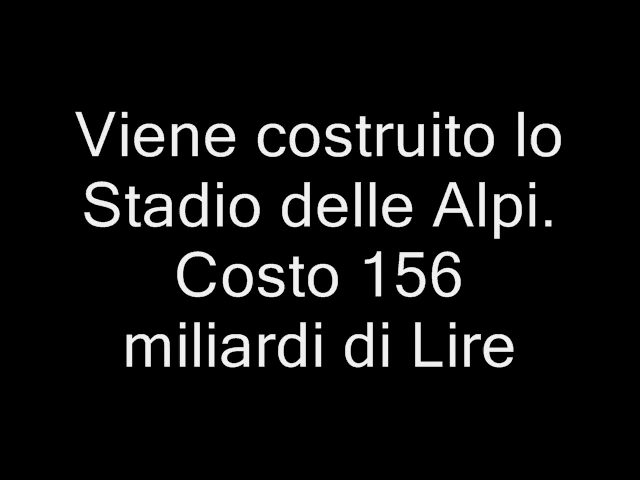 Viene costruito lo
Stadio delle Alpi.
Costo 156
miliardi di Lire